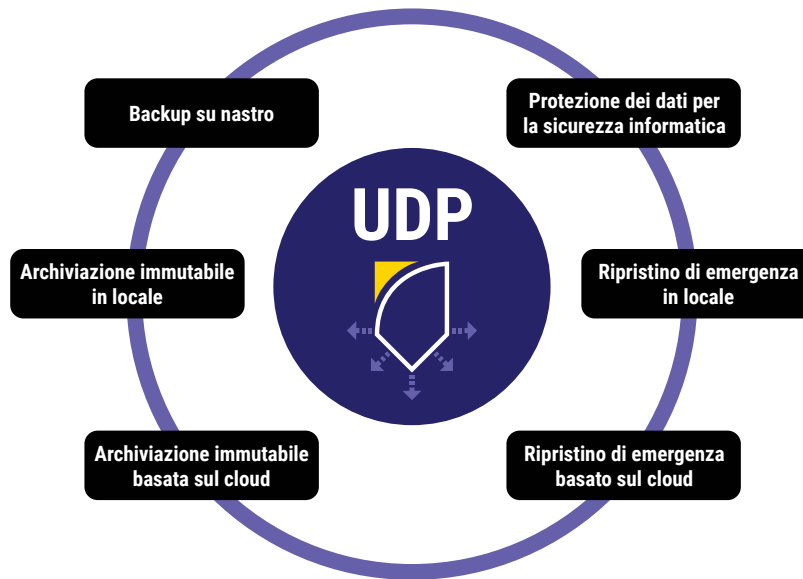 Backup su nastro
Protezione dei dati per
la sicurezza informatica
UDP
Archiviazione immutabile
in locale
Ripristino di emergenza
in locale
Archiviazione immutabile
basata sul cloud
Ripristino di emergenza
basato sul cloud